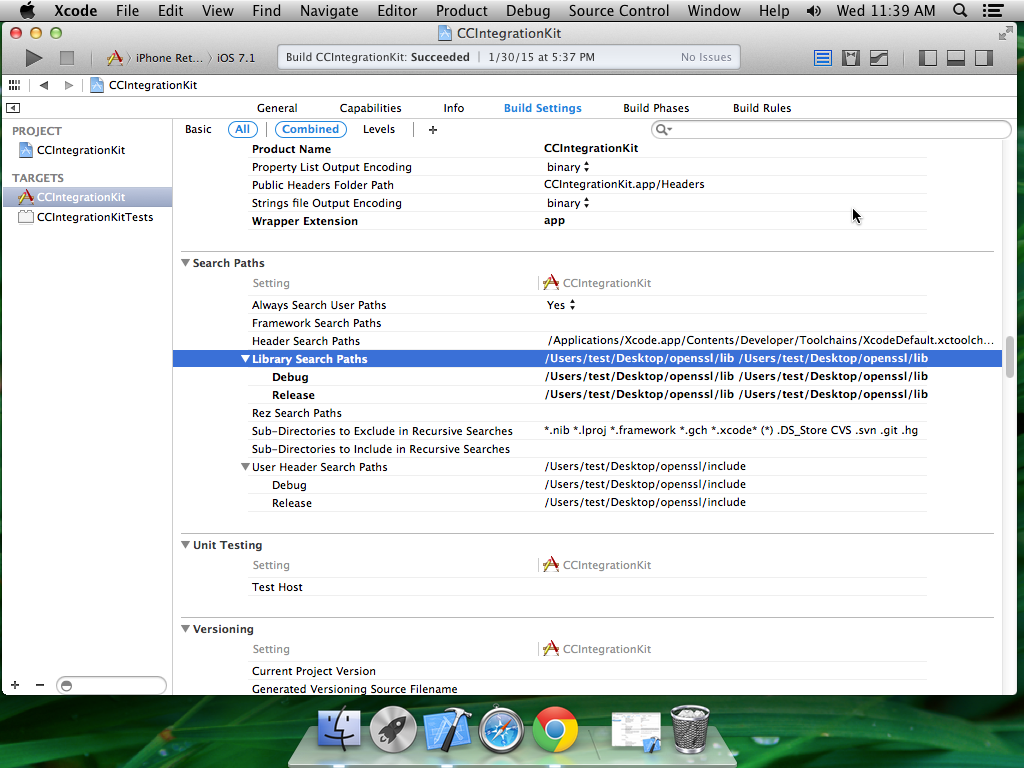 Xcode File Edit View Find Navigate Editor Product Debug Source Control Window Help Wed 11:39 AM
CCIntegrationKit
iPhone Ret... iOS 7.1 Build CCIntegrationKit: Succeeded 1/30/15 at 5:37 PM No Issues
CCIntegrationKit
General Capabilities Info Build Settings Build Phases Build Rules
PROJECT
CCIntegrationKit
TARGETS
CCIntegrationKit
CCIntegrationKitTests
Basic All Combined Levels +
Product Name CCIntegrationKit
Property List Output Encoding binary
Public Headers Folder Path CCIntegrationKit.app/Headers
Strings file Output Encoding binary
Wrapper Extension app
Search Paths
Setting CCIntegrationKit
Always Search User Paths Yes
Framework Search Paths
Header Search Paths /Applications/Xcode.app/Contents/Developer/Toolchains/XcodeDefault.xctoolch...
Library Search Paths /Users/test/Desktop/openssl/lib /Users/test/Desktop/openssl/lib
Debug /Users/test/Desktop/openssl/lib /Users/test/Desktop/openssl/lib
Release /Users/test/Desktop/openssl/lib /Users/test/Desktop/openssl/lib
Rez Search Paths
Sub-Directories to Exclude in Recursive Searches *.nib *.lproj *.framework *.gch *.xcode* (*) .DS_Store CVS .svn .git .hg
Sub-Directories to Include in Recursive Searches
User Header Search Paths /Users/test/Desktop/openssl/include
Debug /Users/test/Desktop/openssl/include
Release /Users/test/Desktop/openssl/include
Unit Testing
Setting CCIntegrationKit
Test Host
Versioning
Setting CCIntegrationKit
Current Project Version
Generated Versioning Source Filename
+ −